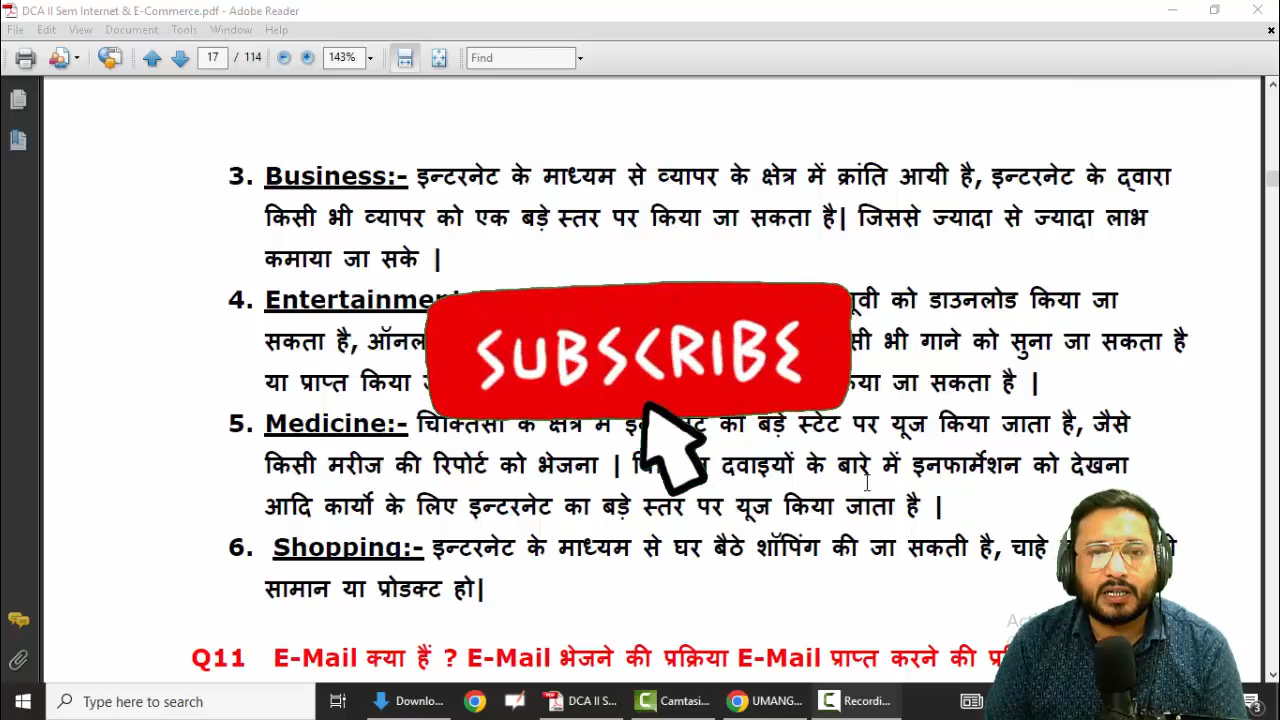 DCA II Sem Internet & E-Commerce.pdf - Adobe Reader
File Edit View Document Tools Window Help
17 / 114 143% Find
3. Business:- इन्टरनेट के माध्यम से व्यापर के क्षेत्र में क्रांति आयी है, इन्टरनेट के द्वारा
किसी भी व्यापर को एक बड़े स्तर पर किया जा सकता है| जिससे ज्यादा से ज्यादा लाभ
कमाया जा सके |
4. Entertainmen को डाउनलोड किया जा
सकता है, भी गाने को सुना जा सकता है
या प्राप्त किया जा सकता है |
SUBSCRIBE
5. Medicine:- चिकित्सा के क्षेत्र में का बड़े स्टेट पर यूज किया जाता है, जैसे
किसी मरीज की रिपोर्ट को भेजना | दवाइयों के बारे में इनफार्मेशन को देखना
आदि कार्यो के लिए इन्टरनेट का बड़े स्तर पर यूज किया जाता है |
6. Shopping:- इन्टरनेट के माध्यम से घर बैठे शॉपिंग की जा सकती है, चाहे
सामान या प्रोडक्ट हो|
Q11 E-Mail क्या हैं ? E-Mail भेजने की प्रक्रिया E-Mail प्राप्त करने की
Type here to search Downlo... DCA II S... Camtasi... UMANG... Recordi... 3